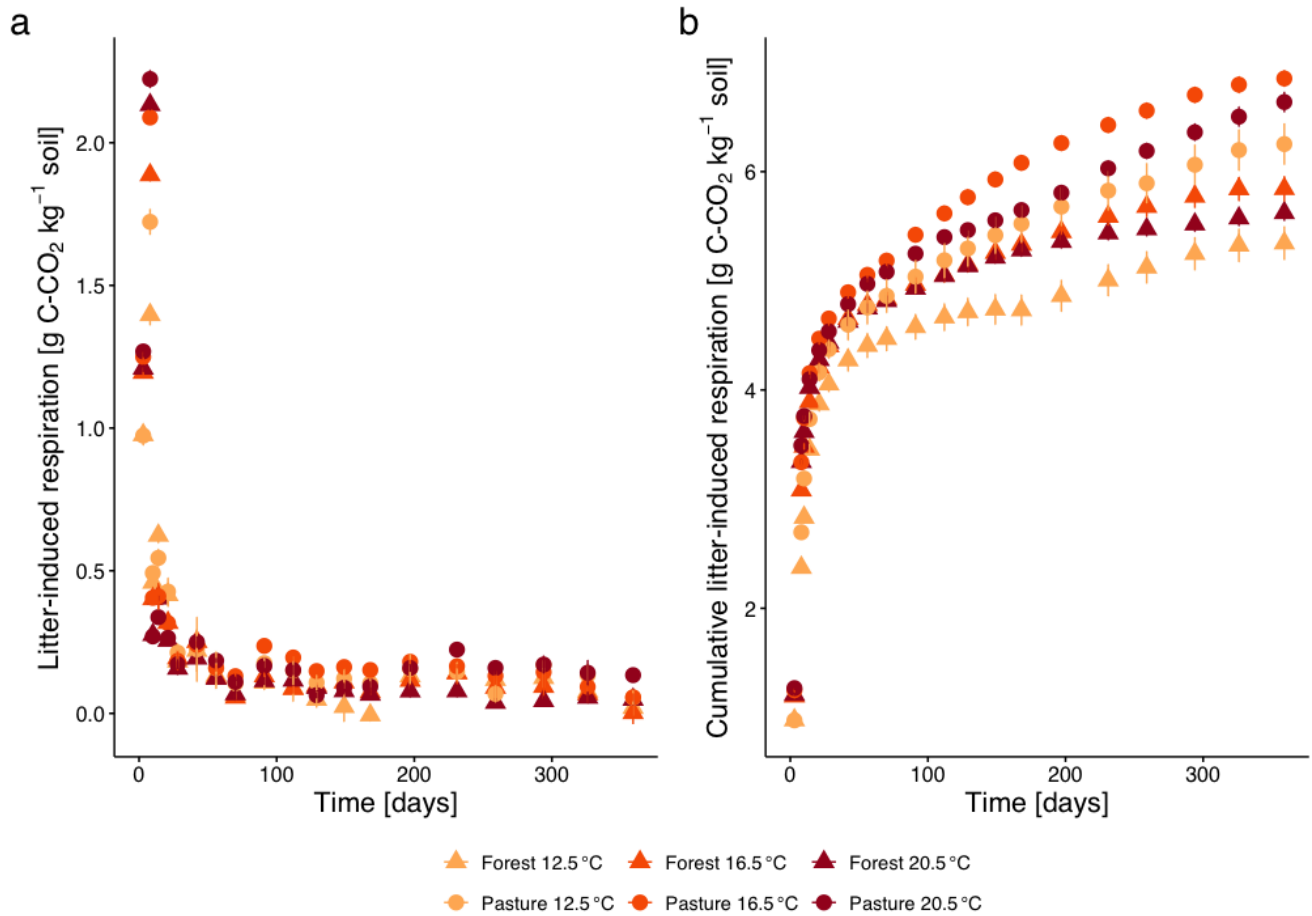 a
Litter-induced respiration [g C-CO₂ kg⁻¹ soil]
2.0
1.5
1.0
0.5
0.0
0
100
200
300
Time [days]
b
Cumulative litter-induced respiration [g C-CO₂ kg⁻¹ soil]
6
4
2
0
100
200
300
Time [days]
Forest 12.5°C Forest 16.5°C Forest 20.5°C
Pasture 12.5°C Pasture 16.5°C Pasture 20.5°C